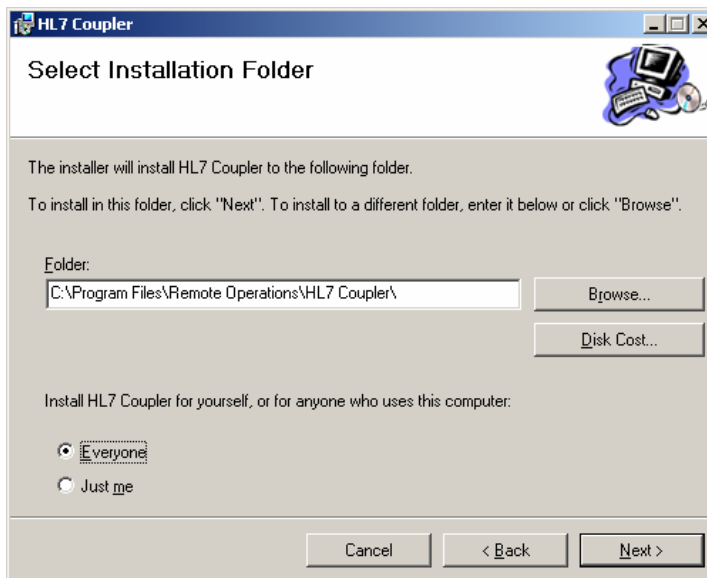 HL7 Coupler
Select Installation Folder
The installer will install HL7 Coupler to the following folder.
To install in this folder, click "Next". To install to a different folder, enter it below or click "Browse".
Folder:
C:\Program Files\Remote Operations\HL7 Coupler\
Browse...
Disk Cost...
Install HL7 Coupler for yourself, or for anyone who uses this computer:
Everyone
Just me
Cancel
< Back
Next >